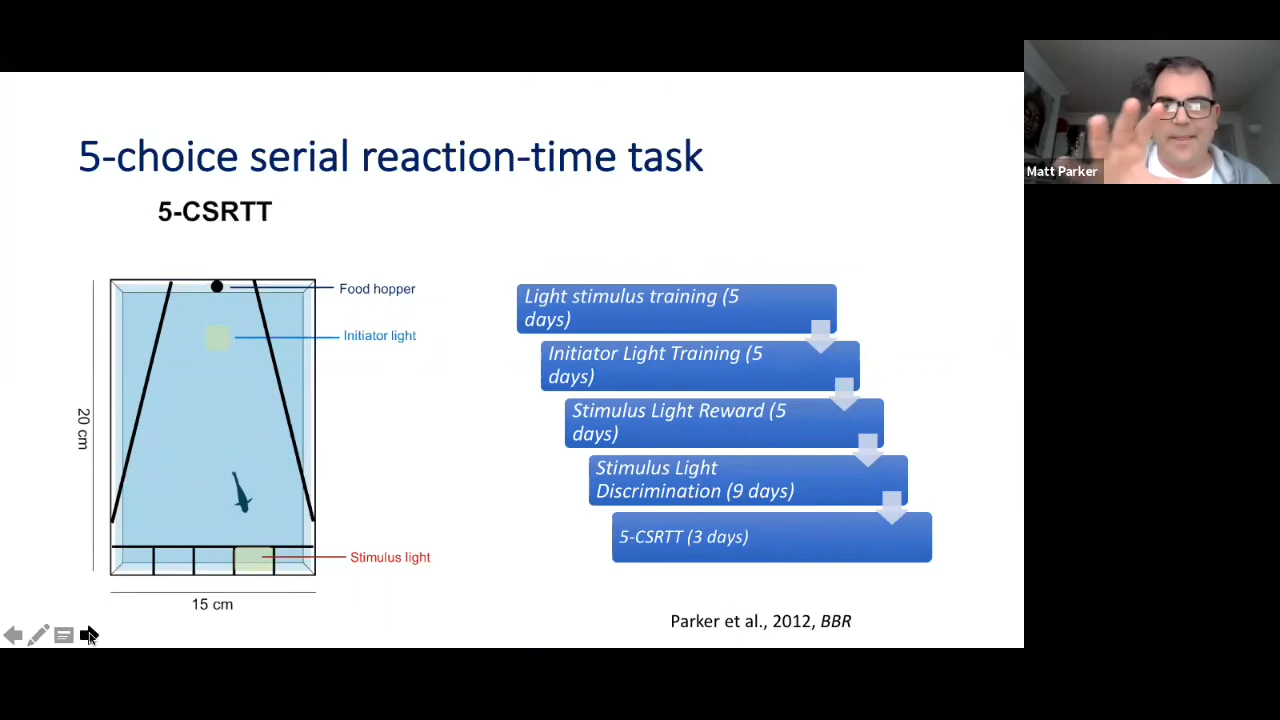 5-choice serial reaction-time task
5-CSRTT
Food hopper
Initiator light
20 cm
Stimulus light
15 cm
Light stimulus training (5
days)
Initiator Light Training (5
days)
Stimulus Light Reward (5
days)
Stimulus Light
Discrimination (9 days)
5-CSRTT (3 days)
Parker et al., 2012, BBR
Matt Parker